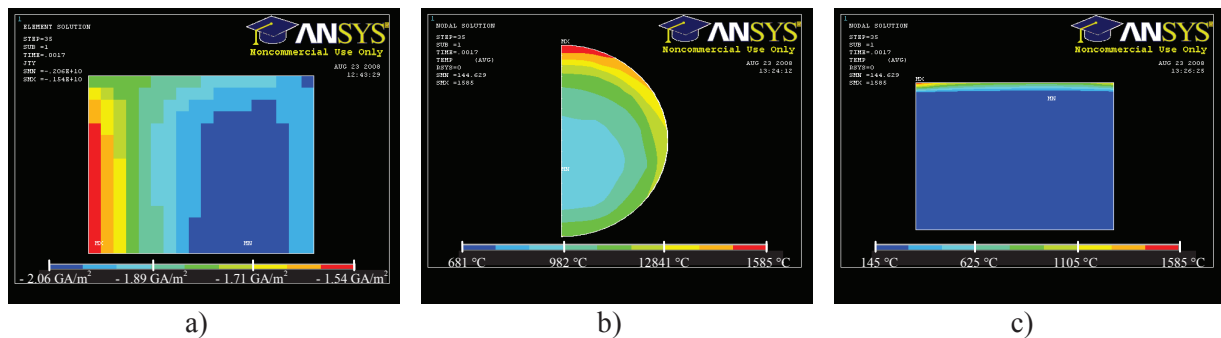 1
ELEMENT SOLUTION
STEP=35
SUB =1
TIME=.0017
JTY
SMN =-.206E+10
SMX =-.154E+10
ANSYS
Noncommercial Use Only
AUG 23 2008
12:43:29
MX
MN
- 2.06 GA/m2
- 1.89 GA/m2
- 1.71 GA/m2
- 1.54 GA/m2
a)
1
NODAL SOLUTION
STEP=35
SUB =1
TIME=.0017
TEMP (AVG)
RSYS=0
SMN =144.629
SMX =1585
ANSYS
Noncommercial Use Only
AUG 23 2008
13:24:12
MX
MN
681 °C
982 °C
12841 °C
1585 °C
b)
1
NODAL SOLUTION
STEP=35
SUB =1
TIME=.0017
TEMP (AVG)
RSYS=0
SMN =144.629
SMX =1585
ANSYS
Noncommercial Use Only
AUG 23 2008
13:26:25
MX
MN
145 °C
625 °C
1105 °C
1585 °C
c)